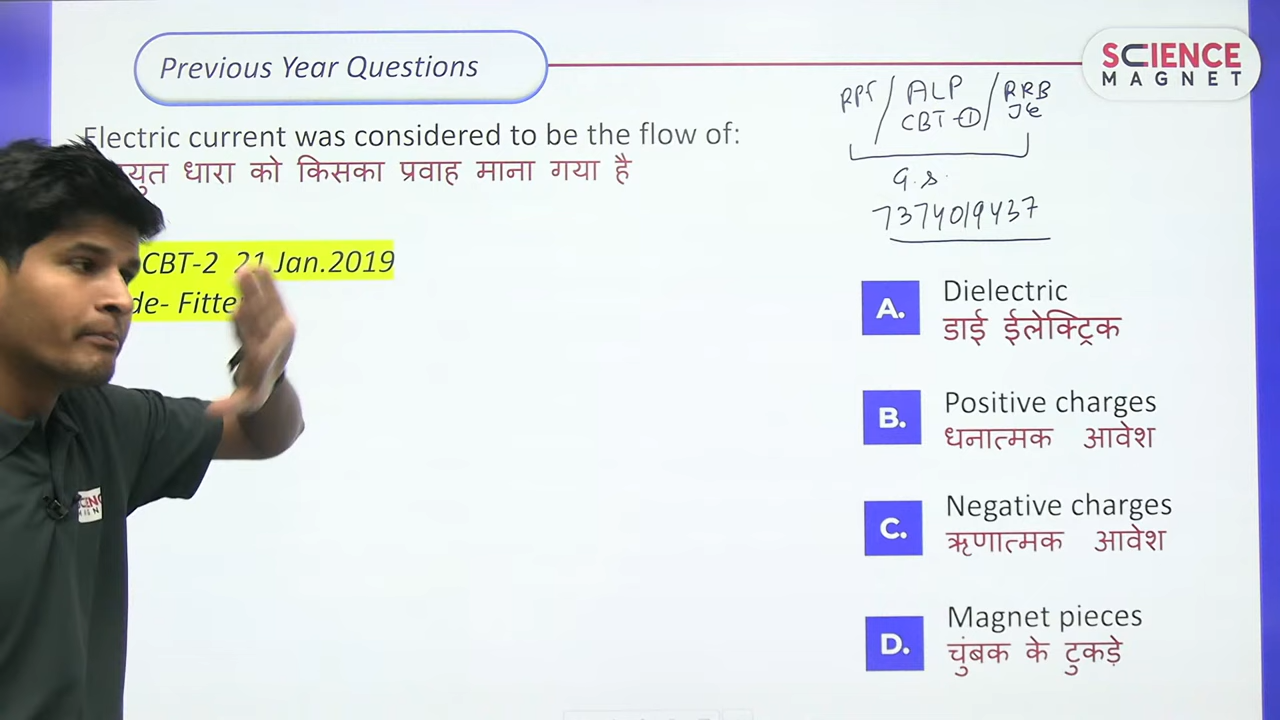 Previous Year Questions
SCIENCE
MAGNET
RPF / ALP / RRB
CBT-① JE
G.S.
7374019437
Electric current was considered to be the flow of:
धारा को किसका प्रवाह माना गया है
CBT-2 21 Jan.2019
A. Dielectric
डाई ईलेक्ट्रिक
B. Positive charges
धनात्मक आवेश
C. Negative charges
ऋणात्मक आवेश
D. Magnet pieces
चुंबक के टुकड़े